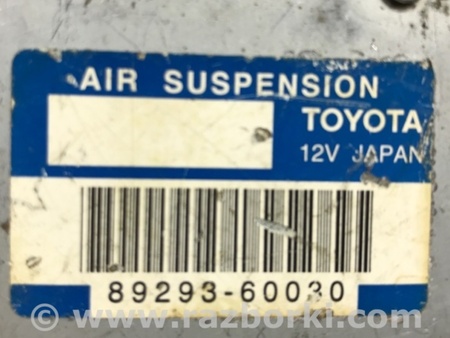 AIR SUSPENSION
TOYOTA
12V JAPAN
89293-60030
www.razborki.com